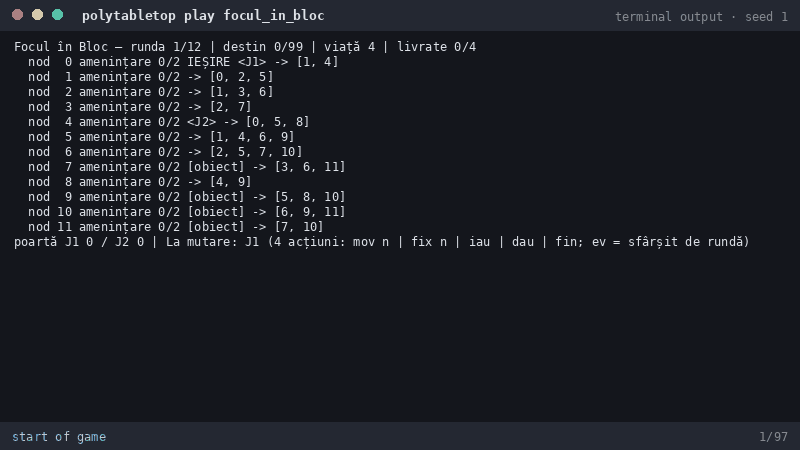 polytabletop play focul_in_bloc
terminal output · seed 1
Focul în Bloc — runda 1/12 | destin 0/99 | viață 4 | livrate 0/4
nod 0 amenințare 0/2 IEȘIRE <J1> -> [1, 4]
nod 1 amenințare 0/2 -> [0, 2, 5]
nod 2 amenințare 0/2 -> [1, 3, 6]
nod 3 amenințare 0/2 -> [2, 7]
nod 4 amenințare 0/2 <J2> -> [0, 5, 8]
nod 5 amenințare 0/2 -> [1, 4, 6, 9]
nod 6 amenințare 0/2 -> [2, 5, 7, 10]
nod 7 amenințare 0/2 [obiect] -> [3, 6, 11]
nod 8 amenințare 0/2 -> [4, 9]
nod 9 amenințare 0/2 [obiect] -> [5, 8, 10]
nod 10 amenințare 0/2 [obiect] -> [6, 9, 11]
nod 11 amenințare 0/2 [obiect] -> [7, 10]
poartă J1 0 / J2 0 | La mutare: J1 (4 acțiuni: mov n | fix n | iau | dau | fin; ev = sfârșit de rundă)
start of game
1/97